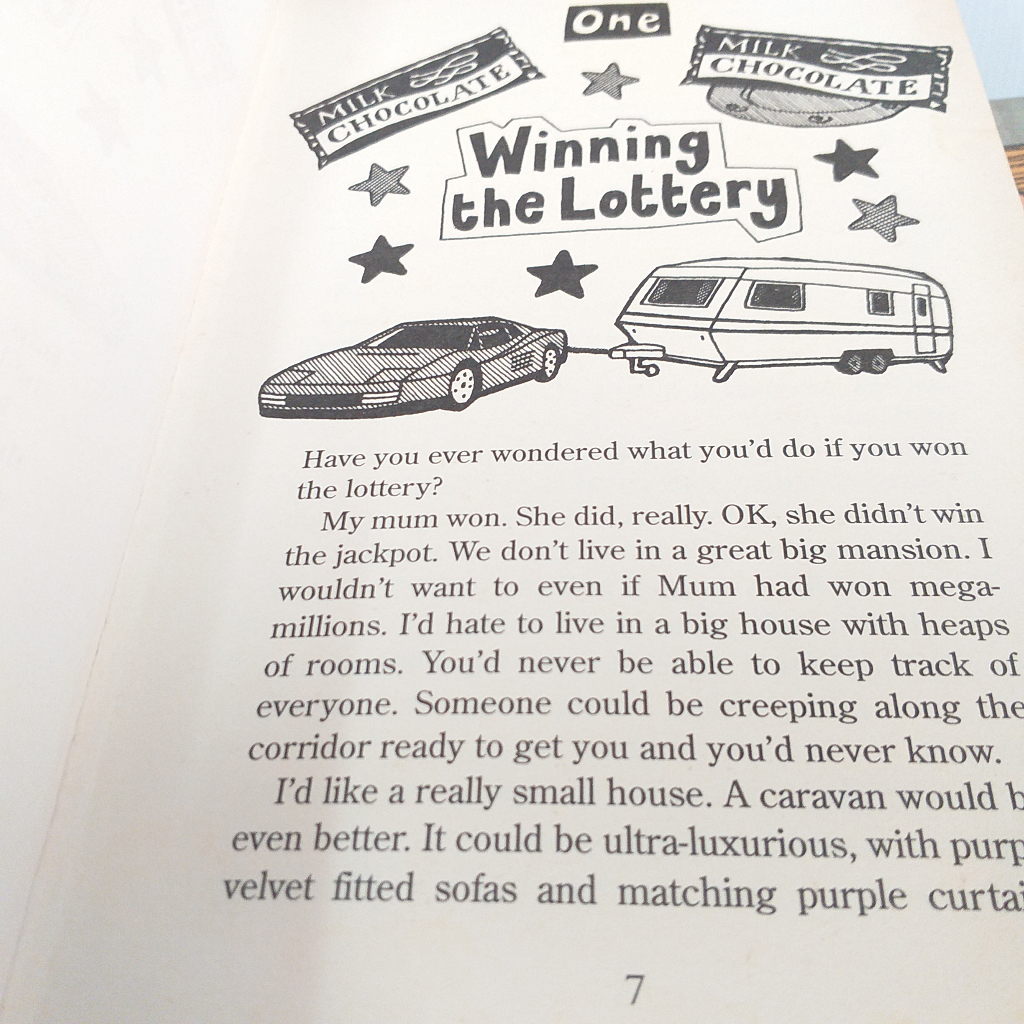 One
MILK
CHOCOLATE
MILK
CHOCOLATE
Winning
the Lottery
Have you ever wondered what you'd do if you won
the lottery?
My mum won. She did, really. OK, she didn't win
the jackpot. We don't live in a great big mansion. I
wouldn't want to even if Mum had won mega-
millions. I'd hate to live in a big house with heaps
of rooms. You'd never be able to keep track of
everyone. Someone could be creeping along the
corridor ready to get you and you'd never know.
I'd like a really small house. A caravan would b
even better. It could be ultra-luxurious, with purp
velvet fitted sofas and matching purple curtai
7